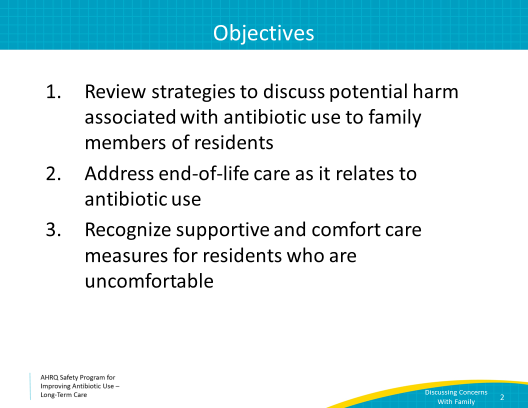 Objectives
1. Review strategies to discuss potential harm
associated with antibiotic use to family
members of residents
2. Address end-of-life care as it relates to
antibiotic use
3. Recognize supportive and comfort care
measures for residents who are
uncomfortable
AHRQ Safety Program for
Improving Antibiotic Use –
Long-Term Care
Discussing Concerns
With Family
2